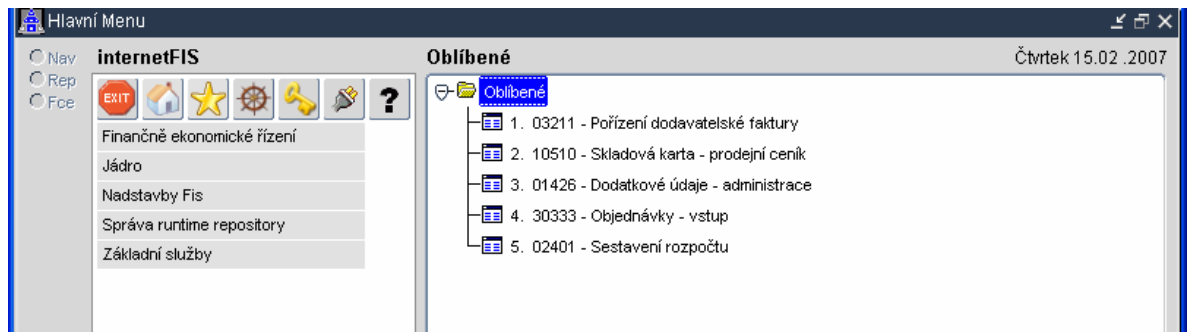 Hlavní Menu
Nav
Rep
Fce
internetFIS
EXIT
?
Finančně ekonomické řízení
Jádro
Nadstavby Fis
Správa runtime repository
Základní služby
Oblíbené
Čtvrtek 15.02 .2007
Oblíbené
1. 03211 - Pořízení dodavatelské faktury
2. 10510 - Skladová karta - prodejní ceník
3. 01426 - Dodatkové údaje - administrace
4. 30333 - Objednávky - vstup
5. 02401 - Sestavení rozpočtu